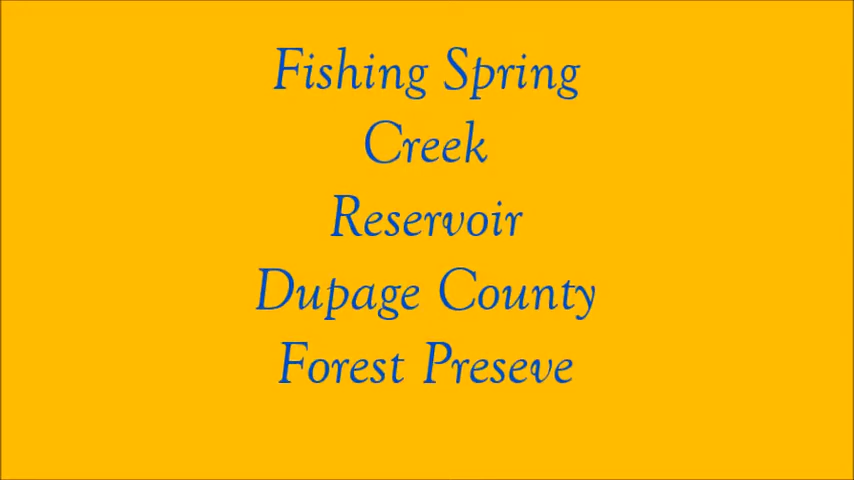 Fishing Spring
Creek
Reservoir
Dupage County
Forest Preseve